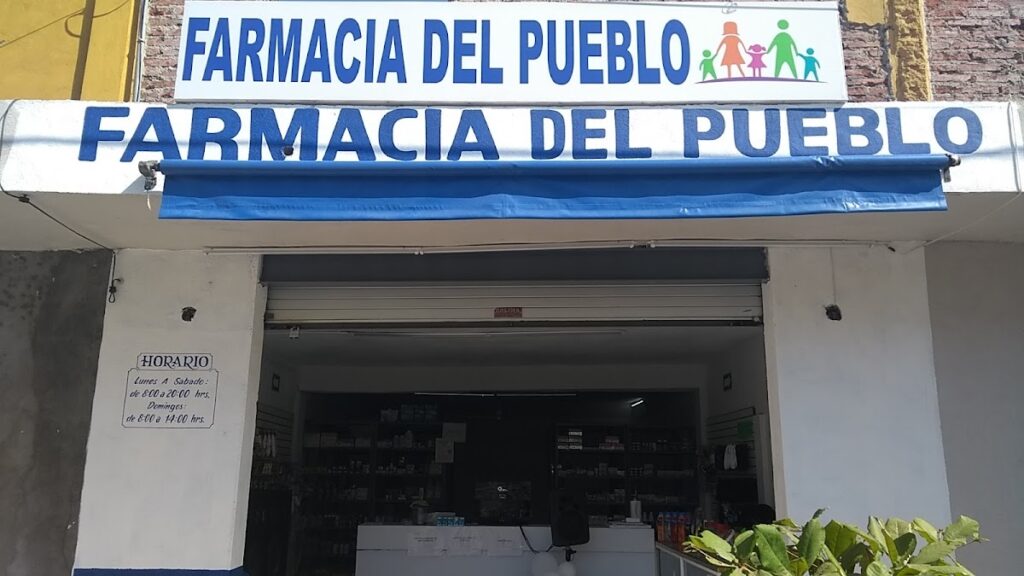 FARMACIA DEL PUEBLO
FARMACIA DEL PUEBLO
HORARIO
Lunes A Sabado:
de 8:00 a 20:00 hrs.
Domingos:
de 8:00 a 14:00 hrs.